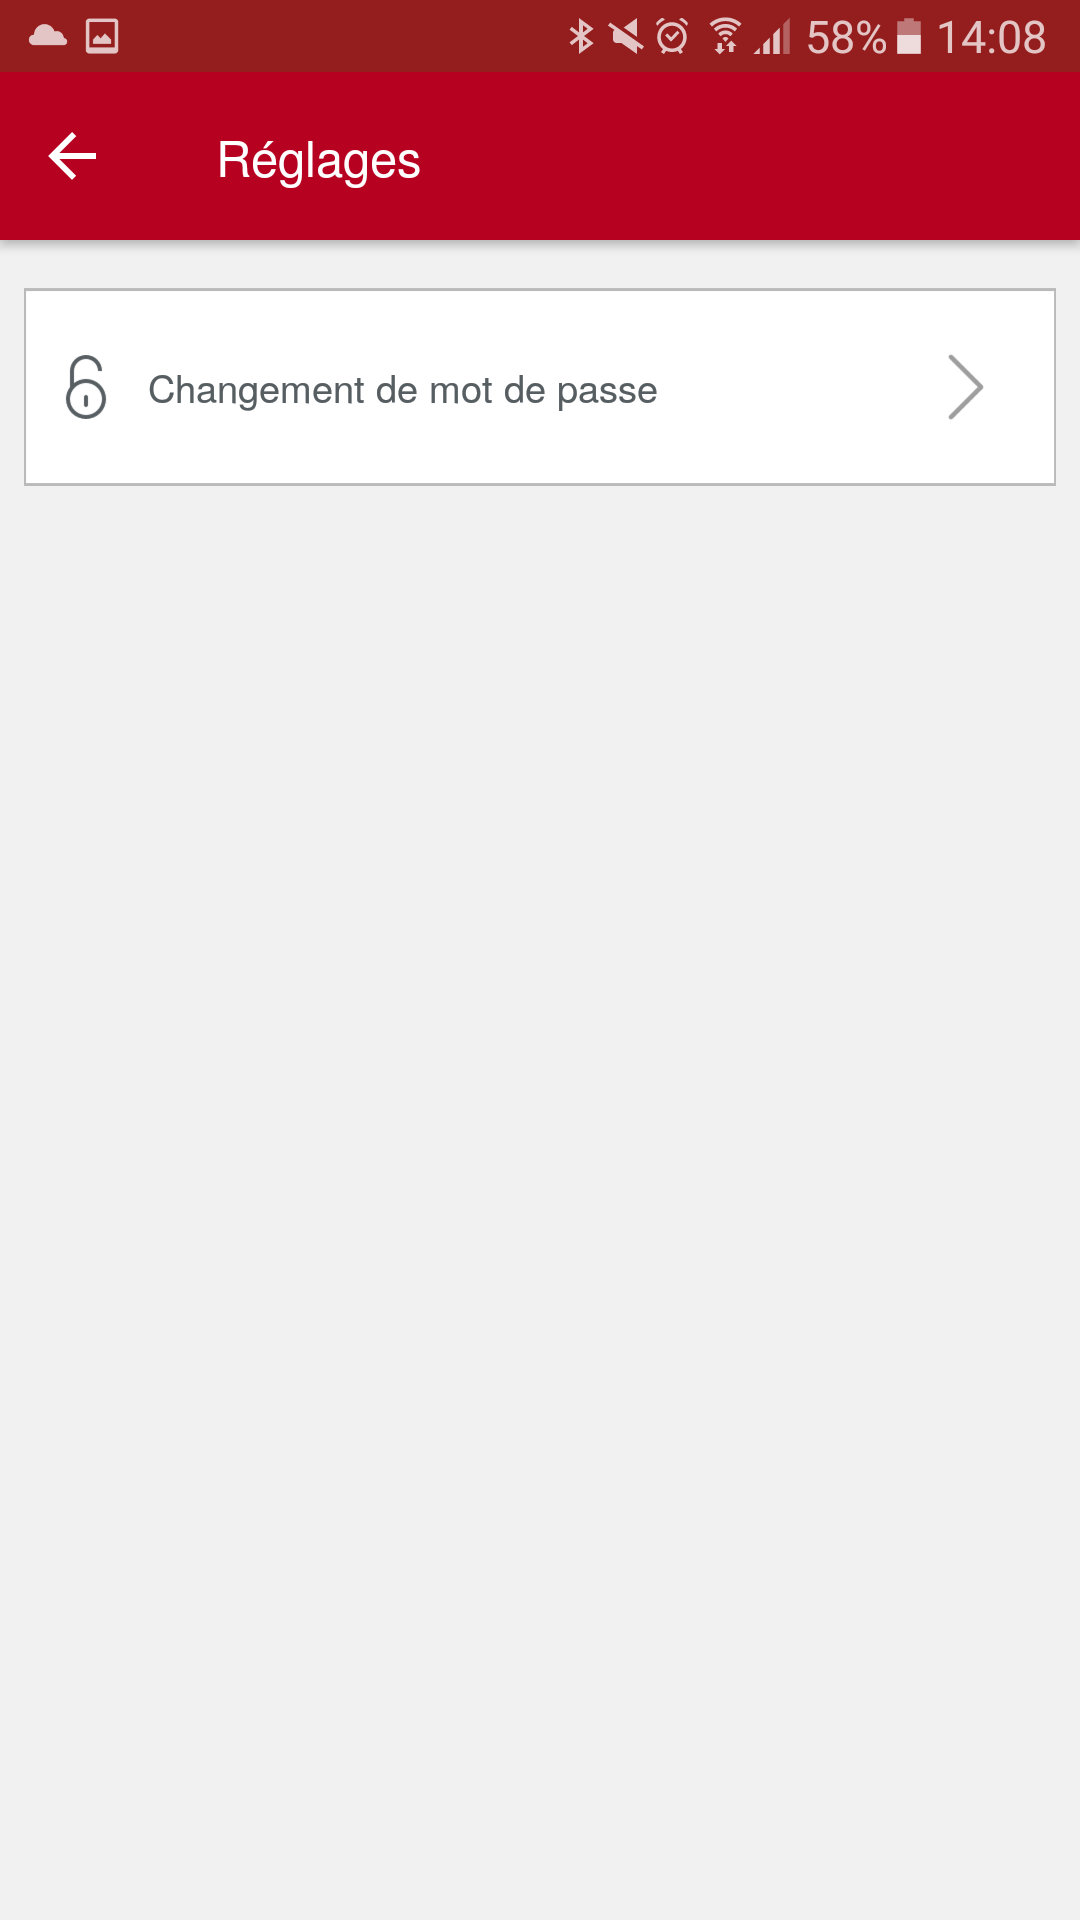 58% 14:08
Réglages
Changement de mot de passe